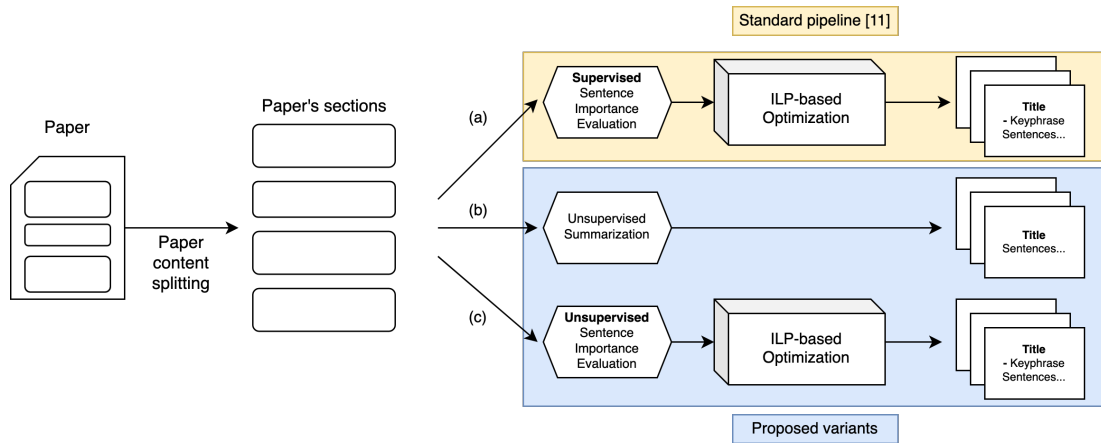 Standard pipeline [11]
Paper
Paper
content
splitting
Paper's sections
(a)
Supervised
Sentence
Importance
Evaluation
ILP-based
Optimization
Title
- Keyphrase
Sentences...
(b)
Unsupervised
Summarization
Title
Sentences...
(c)
Unsupervised
Sentence
Importance
Evaluation
ILP-based
Optimization
Title
- Keyphrase
Sentences...
Proposed variants